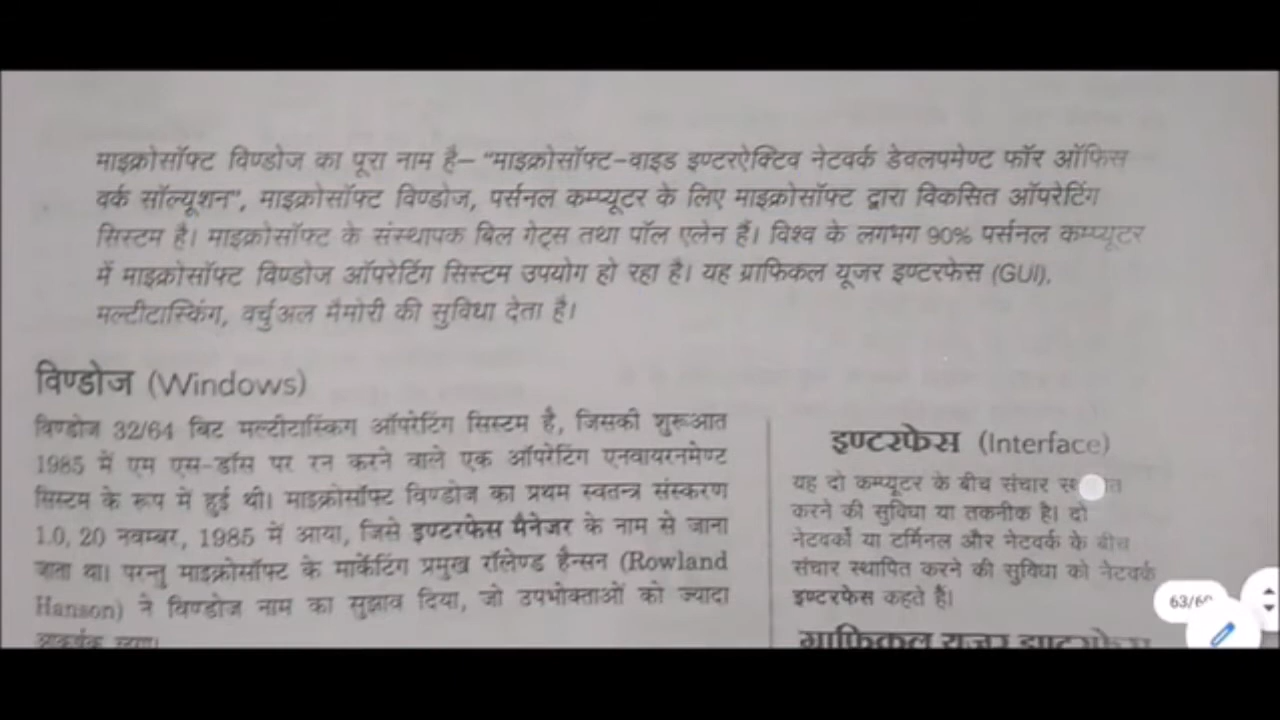 माइक्रोसॉफ्ट विण्डोज का पूरा नाम है– "माइक्रोसॉफ्ट-वाइड इण्टरऐक्टिव नेटवर्क डेवलपमेण्ट फॉर ऑफिस
वर्क सॉल्यूशन", माइक्रोसॉफ्ट विण्डोज, पर्सनल कम्प्यूटर के लिए माइक्रोसॉफ्ट द्वारा विकसित ऑपरेटिंग
सिस्टम है। माइक्रोसॉफ्ट के संस्थापक बिल गेट्स तथा पॉल एलेन हैं। विश्व के लगभग 90% पर्सनल कम्प्यूटर
में माइक्रोसॉफ्ट विण्डोज ऑपरेटिंग सिस्टम उपयोग हो रहा है। यह ग्राफिकल यूजर इण्टरफेस (GUI),
मल्टीटास्किंग, वर्चुअल मैमोरी की सुविधा देता है।
विण्डोज (Windows)
विण्डोज 32/64 बिट मल्टीटास्किंग ऑपरेटिंग सिस्टम है, जिसकी शुरूआत
1985 में एम एस-डॉस पर रन करने वाले एक ऑपरेटिंग एनवायरनमेण्ट
सिस्टम के रूप में हुई थी। माइक्रोसॉफ्ट विण्डोज का प्रथम स्वतन्त्र संस्करण
1.0, 20 नवम्बर, 1985 में आया, जिसे इण्टरफेस मैनेजर के नाम से जाना
जाता था। परन्तु माइक्रोसॉफ्ट के मार्केटिंग प्रमुख रॉलेण्ड हैन्सन (Rowland
Hanson) ने विण्डोज नाम का सुझाव दिया, जो उपभोक्ताओं को ज्यादा
इण्टरफेस (Interface)
यह दो कम्प्यूटर के बीच संचार
करने की सुविधा या तकनीक है। दो
नेटवर्कों या टर्मिनल और नेटवर्क के बीच
संचार स्थापित करने की सुविधा को नेटवर्क
इण्टरफेस कहते हैं।
ग्राफिकल यूजर इण्टरफेस